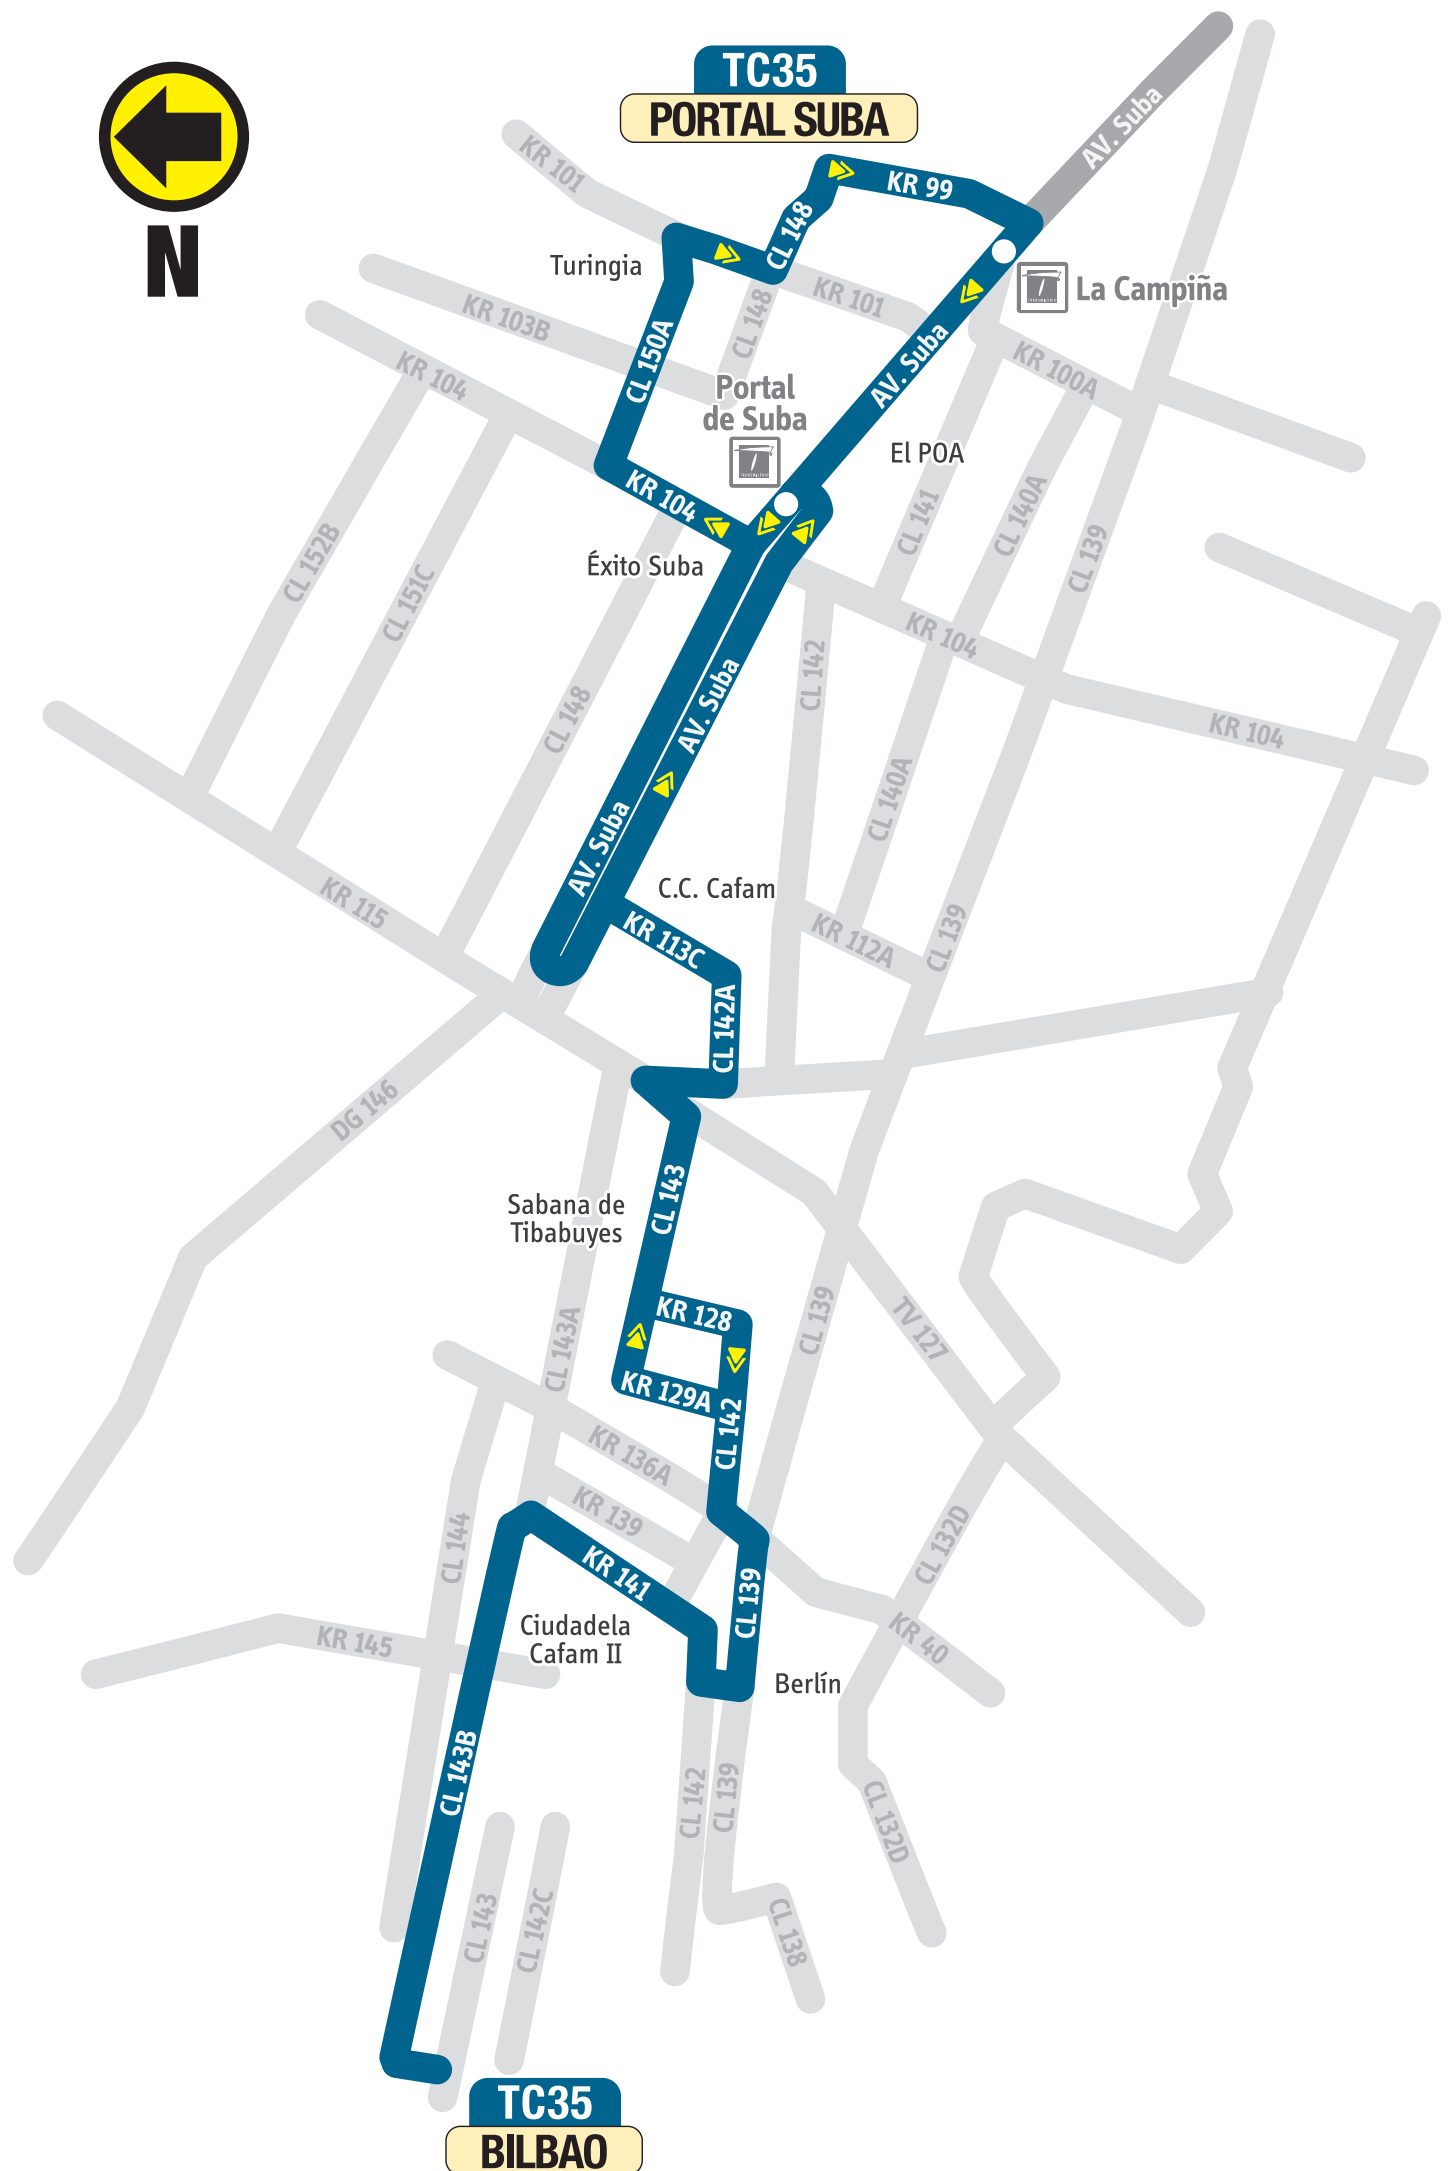 TC35
PORTAL SUBA
AV. Suba
KR 101
KR 99
CL 148
Turingia
N
La Campiña
CL 148
KR 101
KR 103B
CL 150A
AV. Suba
KR 100A
KR 104
Portal
de Suba
El POA
KR 104
CL 141
CL 140A
CL 139
CL 152B
Éxito Suba
CL 151C
KR 104
CL 142
AV. Suba
CL 148
KR 104
CL 140A
AV. Suba
C.C. Cafam
KR 115
KR 113C
KR 112A
CL 139
CL 142A
DG 146
Sabana de
Tibabuyes
CL 143
KR 128
CL 139
TV 127
CL 143A
KR 129A
CL 142
KR 136A
KR 139
CL 144
KR 141
CL 139
CL 132D
Ciudadela
Cafam II
KR 145
KR 40
Berlín
CL 143B
CL 142
CL 139
CL 132D
CL 143
CL 142C
CL 138
TC35
BILBAO